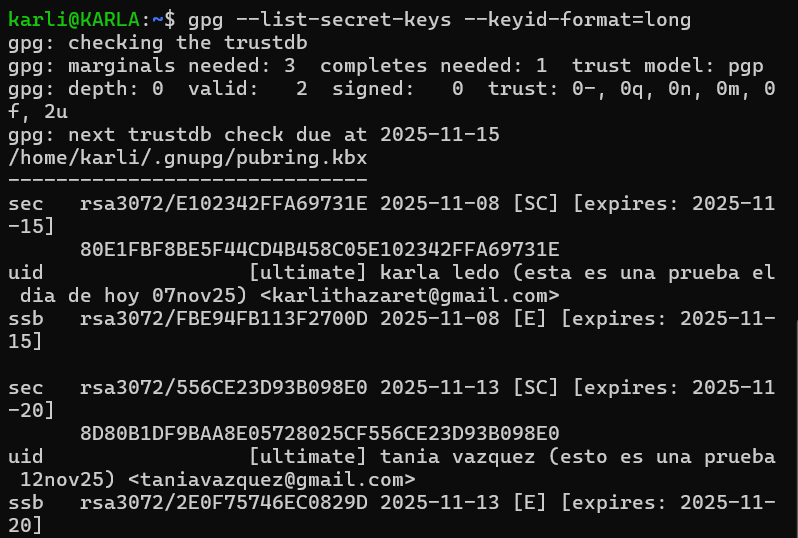 karli@KARLA:~$ gpg --list-secret-keys --keyid-format=long
gpg: checking the trustdb
gpg: marginals needed: 3  completes needed: 1  trust model: pgp
gpg: depth: 0  valid:   2  signed:   0  trust: 0-, 0q, 0n, 0m, 0
f, 2u
gpg: next trustdb check due at 2025-11-15
/home/karli/.gnupg/pubring.kbx
------------------------------
sec   rsa3072/E102342FFA69731E 2025-11-08 [SC] [expires: 2025-11
-15]
      80E1FBF8BE5F44CD4B458C05E102342FFA69731E
uid                 [ultimate] karla ledo (esta es una prueba el
 dia de hoy 07nov25) <karlithazaret@gmail.com>
ssb   rsa3072/FBE94FB113F2700D 2025-11-08 [E] [expires: 2025-11-
15]

sec   rsa3072/556CE23D93B098E0 2025-11-13 [SC] [expires: 2025-11
-20]
      8D80B1DF9BAA8E05728025CF556CE23D93B098E0
uid                 [ultimate] tania vazquez (esto es una prueba
 12nov25) <taniavazquez@gmail.com>
ssb   rsa3072/2E0F75746EC0829D 2025-11-13 [E] [expires: 2025-11-
20]